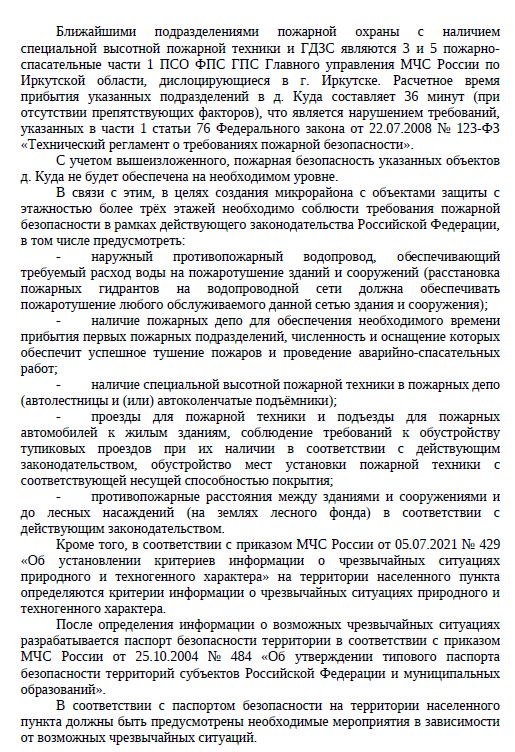 Ближайшими подразделениями пожарной охраны с наличием
специальной высотной пожарной техники и ГДЗС являются 3 и 5 пожарно-
спасательные части 1 ПСО ФПС ГПС Главного управления МЧС России по
Иркутской области, дислоцирующиеся в г. Иркутске. Расчетное время
прибытия указанных подразделений в д. Куда составляет 36 минут (при
отсутствии препятствующих факторов), что является нарушением требований,
указанных в части 1 статьи 76 Федерального закона от 22.07.2008 № 123-ФЗ
«Технический регламент о требованиях пожарной безопасности».
С учетом вышеизложенного, пожарная безопасность указанных объектов
д. Куда не будет обеспечена на необходимом уровне.
В связи с этим, в целях создания микрорайона с объектами защиты с
этажностью более трёх этажей необходимо соблюсти требования пожарной
безопасности в рамках действующего законодательства Российской Федерации,
в том числе предусмотреть:
- наружный противопожарный водопровод, обеспечивающий
требуемый расход воды на пожаротушение зданий и сооружений (расстановка
пожарных гидрантов на водопроводной сети должна обеспечивать
пожаротушение любого обслуживаемого данной сетью здания и сооружения);
- наличие пожарных депо для обеспечения необходимого времени
прибытия первых пожарных подразделений, численность и оснащение которых
обеспечит успешное тушение пожаров и проведение аварийно-спасательных
работ;
- наличие специальной высотной пожарной техники в пожарных депо
(автолестницы и (или) автоколенчатые подъёмники);
- проезды для пожарной техники и подъезды для пожарных
автомобилей к жилым зданиям, соблюдение требований к обустройству
тупиковых проездов при их наличии в соответствии с действующим
законодательством, обустройство мест установки пожарной техники с
соответствующей несущей способностью покрытия;
- противопожарные расстояния между зданиями и сооружениями и
до лесных насаждений (на землях лесного фонда) в соответствии с
действующим законодательством.
Кроме того, в соответствии с приказом МЧС России от 05.07.2021 № 429
«Об установлении критериев информации о чрезвычайных ситуациях
природного и техногенного характера» на территории населенного пункта
определяются критерии информации о чрезвычайных ситуациях природного и
техногенного характера.
После определения информации о возможных чрезвычайных ситуациях
разрабатывается паспорт безопасности территории в соответствии с приказом
МЧС России от 25.10.2004 № 484 «Об утверждении типового паспорта
безопасности территорий субъектов Российской Федерации и муниципальных
образований».
В соответствии с паспортом безопасности на территории населенного
пункта должны быть предусмотрены необходимые мероприятия в зависимости
от возможных чрезвычайных ситуаций.